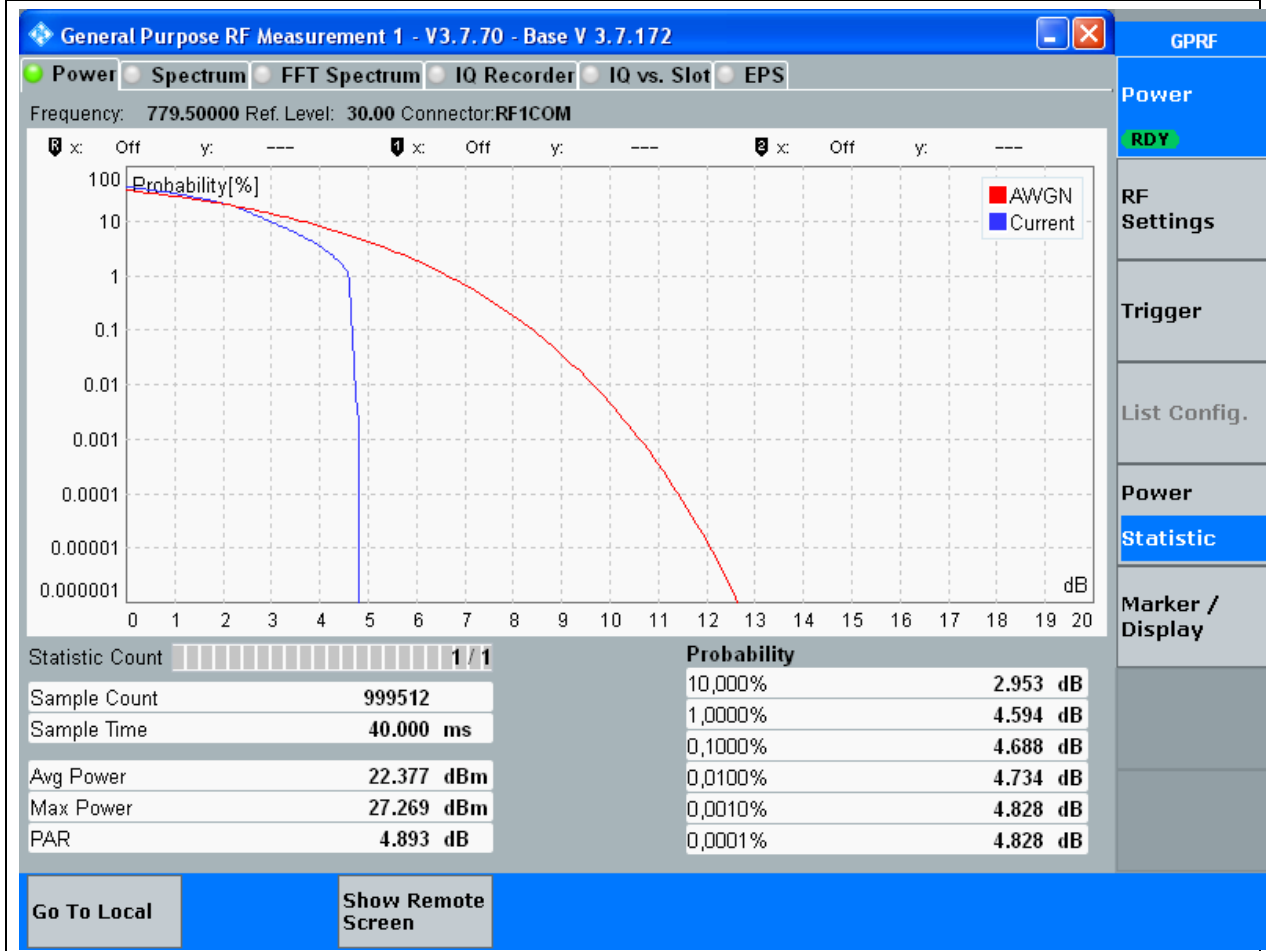 General Purpose RF Measurement 1 - V3.7.70 - Base V 3.7.172
GPRF
Power Spectrum FFT Spectrum IQ Recorder IQ vs. Slot EPS
Frequency: 779.50000 Ref. Level: 30.00 Connector:RF1COM
R x: Off y: --- 1 x: Off y: --- 2 x: Off y: ---
Probability[%]
AWGN
Current
100
10
1
0.1
0.01
0.001
0.0001
0.00001
0.000001
dB
0 1 2 3 4 5 6 7 8 9 10 11 12 13 14 15 16 17 18 19 20
Statistic Count 1 / 1
Sample Count 999512
Sample Time 40.000 ms
Avg Power 22.377 dBm
Max Power 27.269 dBm
PAR 4.893 dB
Probability
10,000% 2.953 dB
1,0000% 4.594 dB
0,1000% 4.688 dB
0,0100% 4.734 dB
0,0010% 4.828 dB
0,0001% 4.828 dB
Power
RDY
RF
Settings
Trigger
List Config.
Power
Statistic
Marker /
Display
Go To Local
Show Remote
Screen